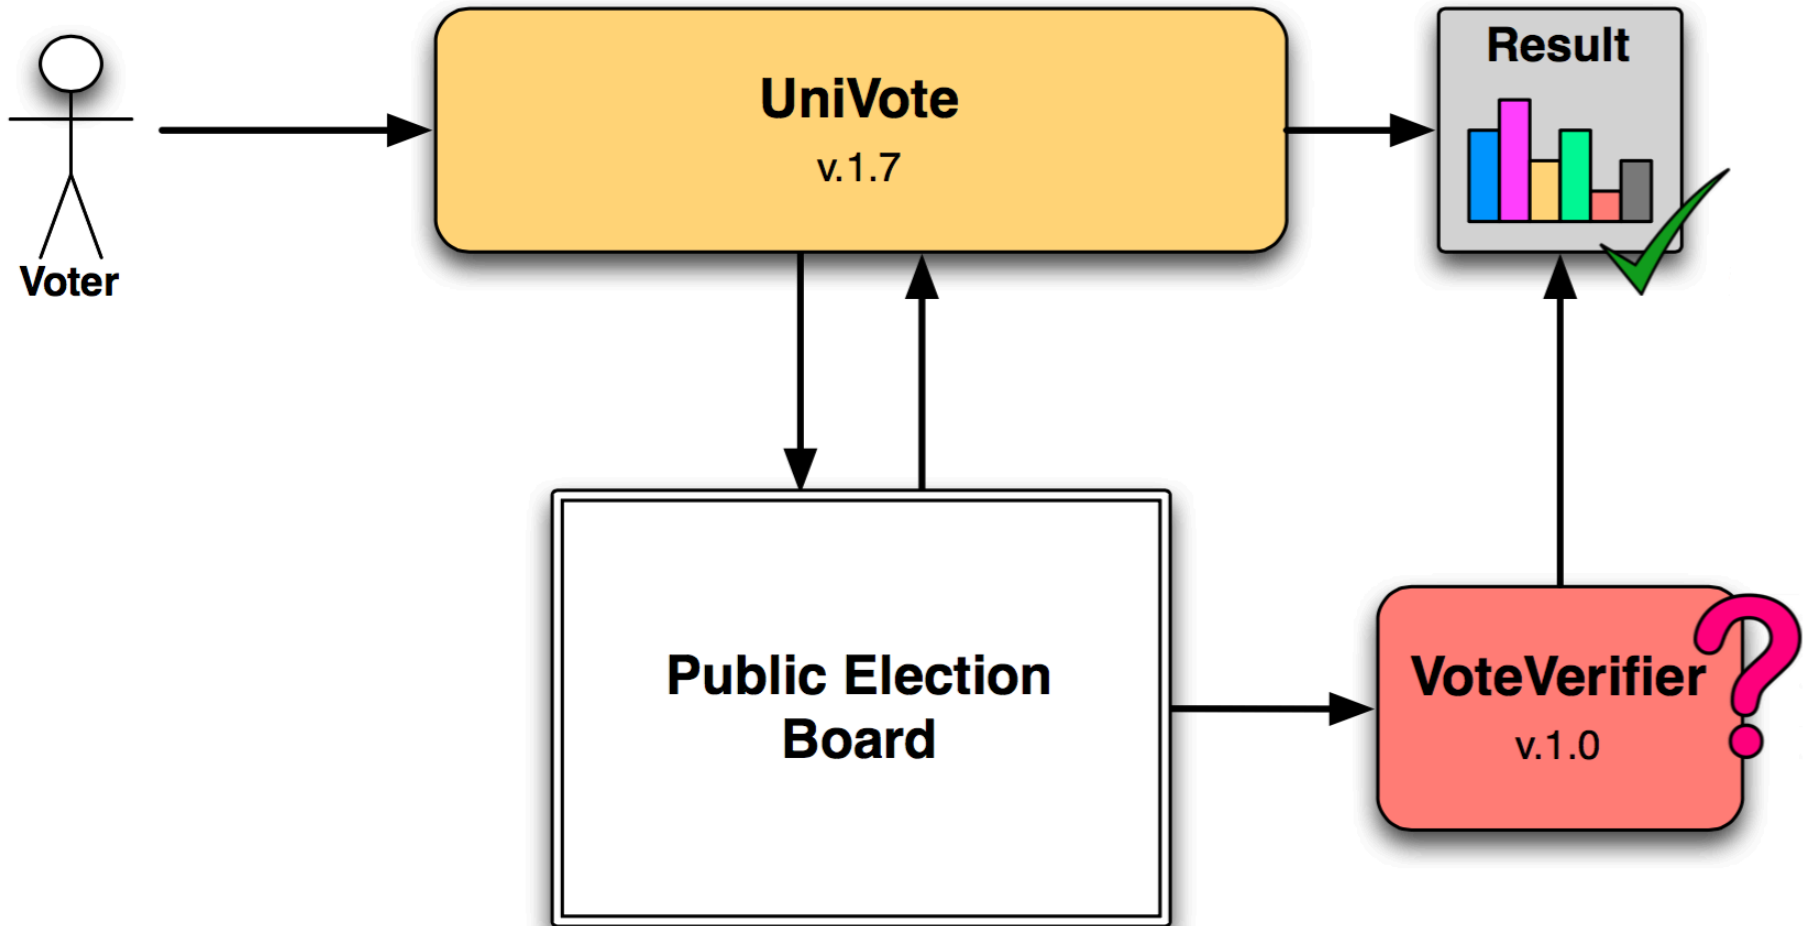 UniVote
v.1.7
Result
Voter
Public Election
Board
VoteVerifier
v.1.0
?